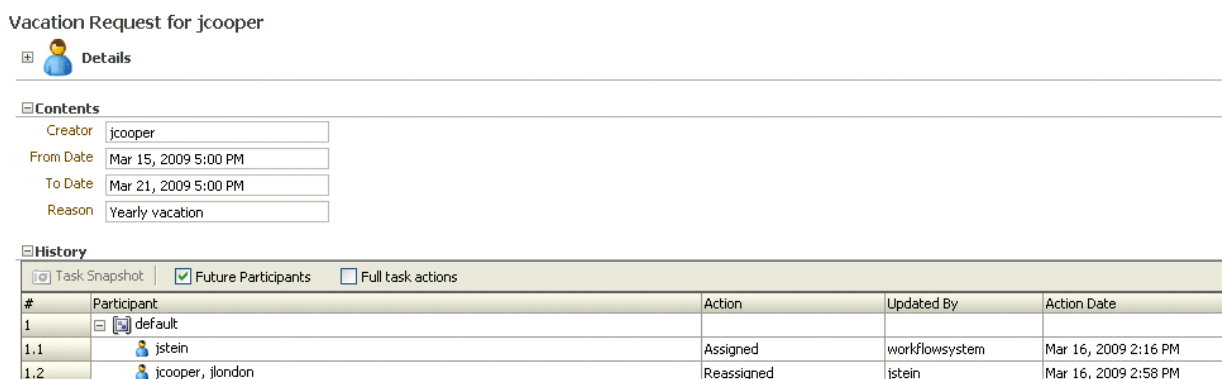 Vacation Request for jcooper
Details
Contents
Creator jcooper
From Date Mar 15, 2009 5:00 PM
To Date Mar 21, 2009 5:00 PM
Reason Yearly vacation
History
Task Snapshot Future Participants Full task actions
# Participant Action Updated By Action Date
1 default
1.1 jstein Assigned workflowsystem Mar 16, 2009 2:16 PM
1.2 jcooper, jlondon Reassigned jstein Mar 16, 2009 2:58 PM